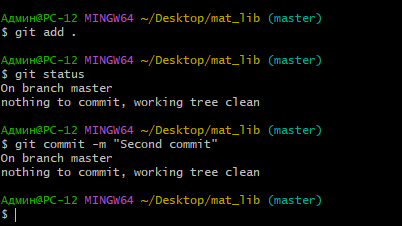 Админ@PC-12 MINGW64 ~/Desktop/mat_lib (master)
$ git add .
Админ@PC-12 MINGW64 ~/Desktop/mat_lib (master)
$ git status
On branch master
nothing to commit, working tree clean
Админ@PC-12 MINGW64 ~/Desktop/mat_lib (master)
$ git commit -m "Second commit"
On branch master
nothing to commit, working tree clean
Админ@PC-12 MINGW64 ~/Desktop/mat_lib (master)
$